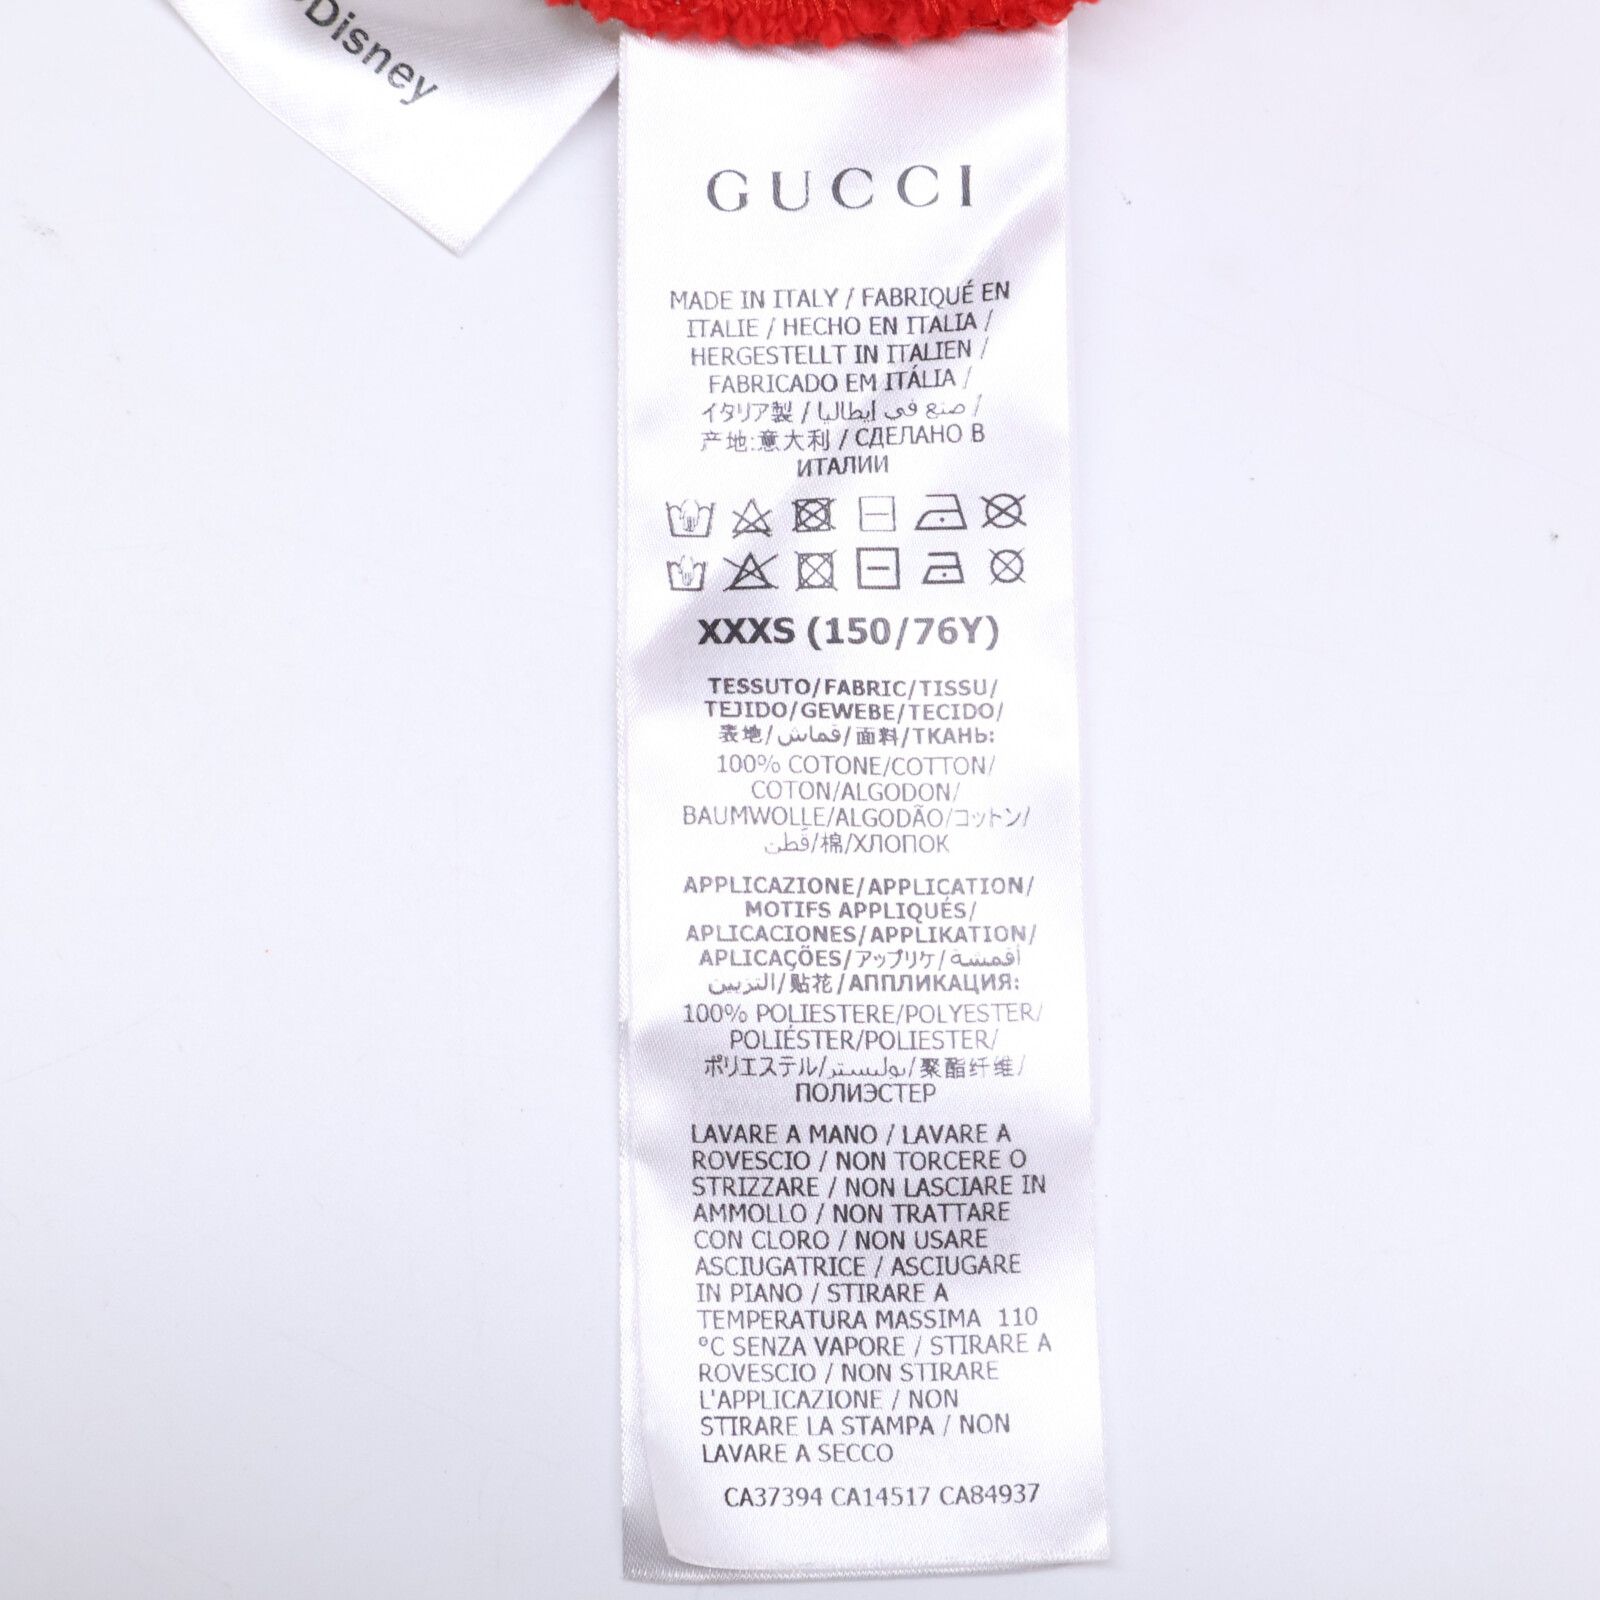 ©Disney
GUCCI
MADE IN ITALY / FABRIQUÉ EN
ITALIE / HECHO EN ITALIA /
HERGESTELLT IN ITALIEN /
FABRICADO EM ITÁLIA /
イタリア製 / صنع في إيطاليا /
产地:意大利 / СДЕЛАНО В
ИТАЛИИ
XXXS (150/76Y)
TESSUTO/FABRIC/TISSU/
TEJIDO/GEWEBE/TECIDO/
表地/قماش/面料/ТКАНЬ:
100% COTONE/COTTON/
COTON/ALGODON/
BAUMWOLLE/ALGODÃO/コットン/
قطن/棉/ХЛОПОК
APPLICAZIONE/APPLICATION/
MOTIFS APPLIQUÉS/
APLICACIONES/APPLIKATION/
APLICAÇÕES/アップリケ/أقمشة
التزيين/贴花/АППЛИКАЦИЯ:
100% POLIESTERE/POLYESTER/
POLIÉSTER/POLIESTER/
ポリエステル/بوليستر/聚酯纤维/
ПОЛИЭСТЕР
LAVARE A MANO / LAVARE A
ROVESCIO / NON TORCERE O
STRIZZARE / NON LASCIARE IN
AMMOLLO / NON TRATTARE
CON CLORO / NON USARE
ASCIUGATRICE / ASCIUGARE
IN PIANO / STIRARE A
TEMPERATURA MASSIMA 110
°C SENZA VAPORE / STIRARE A
ROVESCIO / NON STIRARE
L'APPLICAZIONE / NON
STIRARE LA STAMPA / NON
LAVARE A SECCO
CA37394 CA14517 CA84937